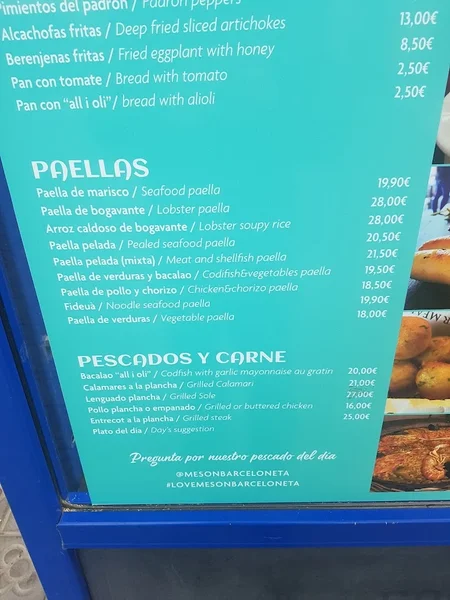 Pimientos del padrón / Padrón peppers
Alcachofas fritas / Deep fried sliced artichokes 13,00€
Berenjenas fritas / Fried eggplant with honey 8,50€
Pan con tomate / Bread with tomato 2,50€
Pan con "all i oli"/ bread with alioli 2,50€
PAELLAS
Paella de marisco / Seafood paella 19,90€
Paella de bogavante / Lobster paella 28,00€
Arroz caldoso de bogavante / Lobster soupy rice 28,00€
Paella pelada / Pealed seafood paella 20,50€
Paella pelada (mixta) / Meat and shellfish paella 21,50€
Paella de verduras y bacalao / Codifish&vegetables paella 19,50€
Paella de pollo y chorizo / Chicken&chorizo paella 18,50€
Fideuà / Noodle seafood paella 19,90€
Paella de verduras / Vegetable paella 18,00€
PESCADOS Y CARNE
Bacalao "all i oli" / Codfish with garlic mayonnaise au gratin 20,00€
Calamares a la plancha / Grilled Calamari 21,00€
Lenguado plancha / Grilled Sole 27,00€
Pollo plancha o empanado / Grilled or buttered chicken 16,00€
Entrecot a la plancha / Grilled steak 25,00€
Plato del día / Day's suggestion
Pregunta por nuestro pescado del día
@MESONBARCELONETA
#LOVEMESONBARCELONETA